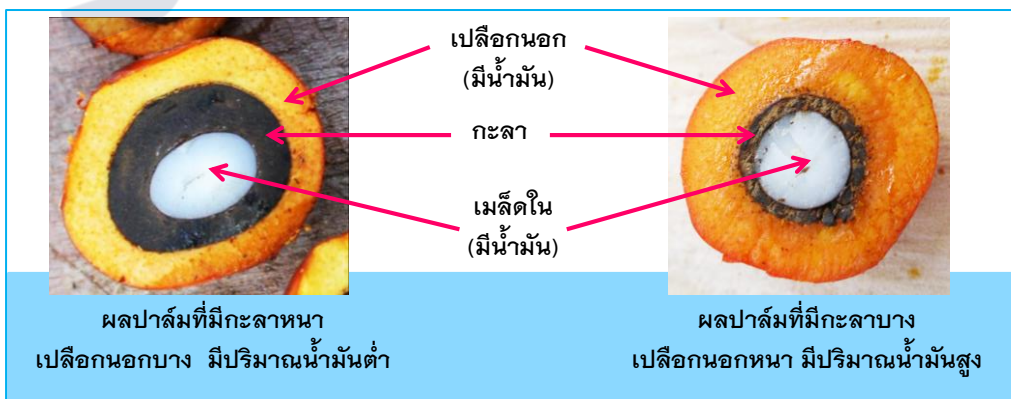 เปลือกนอก
(มีน้ำมัน)
กะลา
เมล็ดใน
(มีน้ำมัน)
ผลปาล์มที่มีกะลาหนา
เปลือกนอกบาง มีปริมาณน้ำมันต่ำ
ผลปาล์มที่มีกะลาบาง
เปลือกนอกหนา มีปริมาณน้ำมันสูง